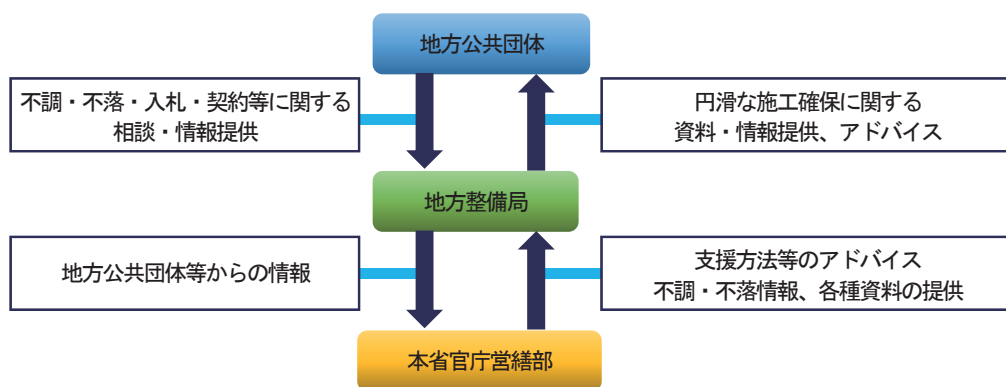 地方公共団体
不調・不落・入札・契約等に関する
相談・情報提供
円滑な施工確保に関する
資料・情報提供、アドバイス
地方整備局
地方公共団体等からの情報
支援方法等のアドバイス
不調・不落情報、各種資料の提供
本省官庁営繕部